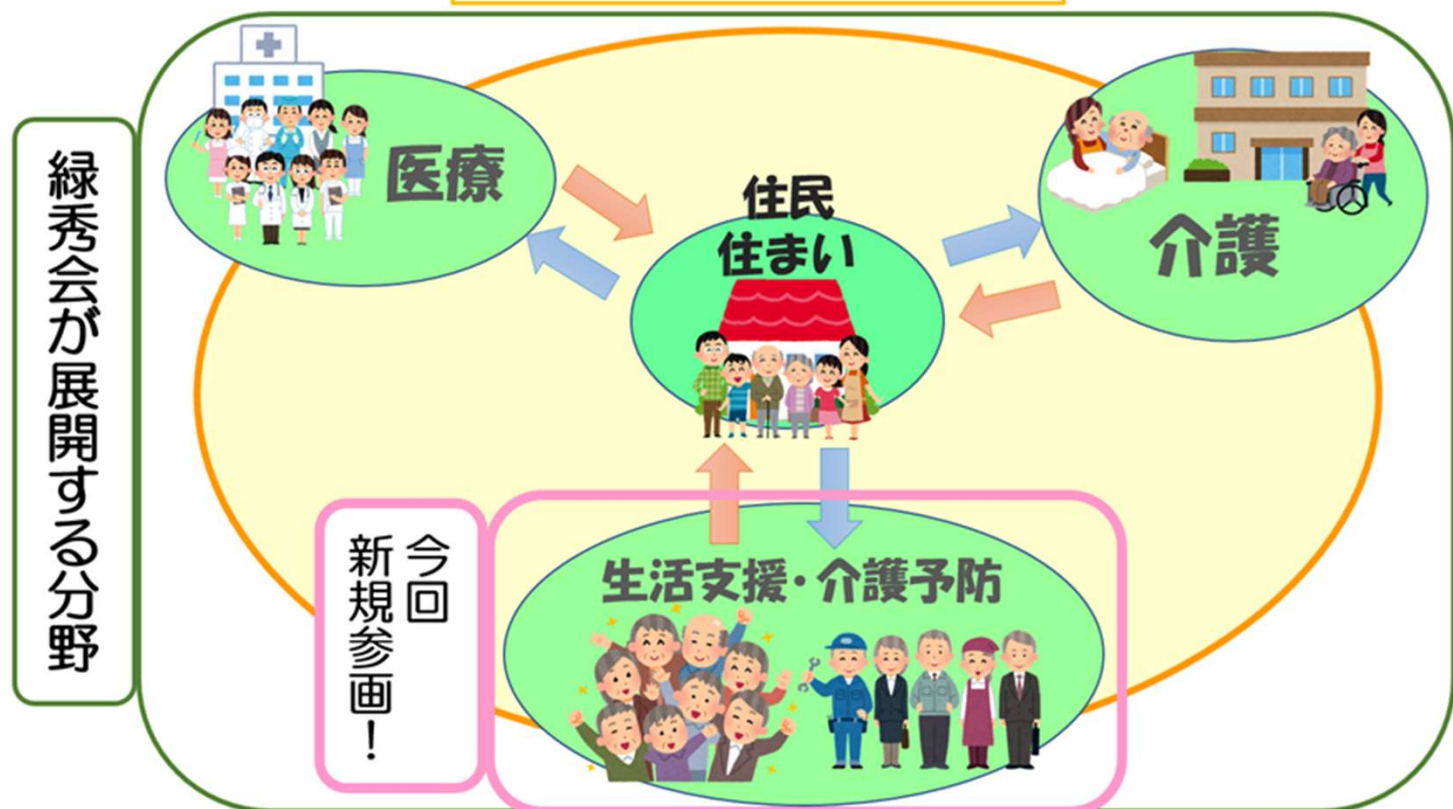 緑秀会が展開する分野
医療
住民
住まい
介護
今回
新規参画！
生活支援・介護予防